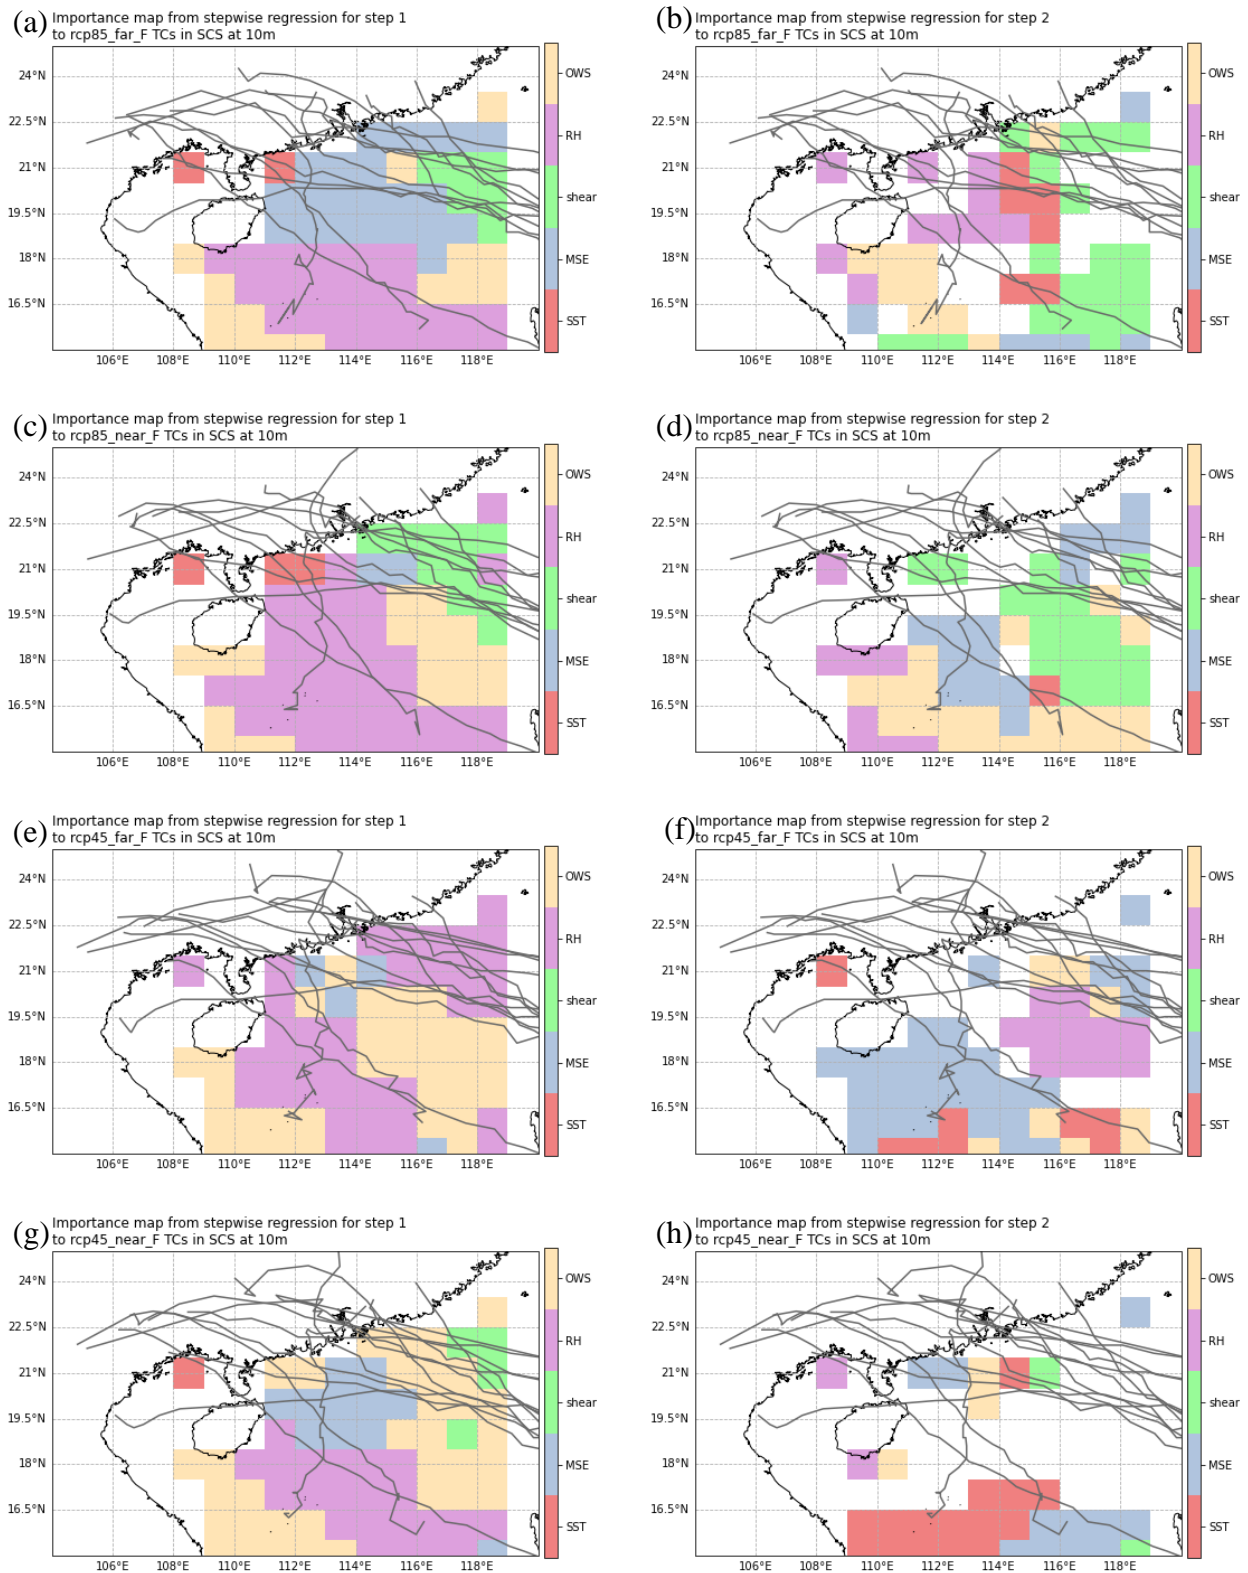 (a) Importance map from stepwise regression for step 1
to rcp85_far_F TCs in SCS at 10m
24°N
22.5°N
21°N
19.5°N
18°N
16.5°N
106°E 108°E 110°E 112°E 114°E 116°E 118°E
OWS
RH
shear
MSE
SST
(b) Importance map from stepwise regression for step 2
to rcp85_far_F TCs in SCS at 10m
24°N
22.5°N
21°N
19.5°N
18°N
16.5°N
106°E 108°E 110°E 112°E 114°E 116°E 118°E
OWS
RH
shear
MSE
SST
(c) Importance map from stepwise regression for step 1
to rcp85_near_F TCs in SCS at 10m
24°N
22.5°N
21°N
19.5°N
18°N
16.5°N
106°E 108°E 110°E 112°E 114°E 116°E 118°E
OWS
RH
shear
MSE
SST
(d) Importance map from stepwise regression for step 2
to rcp85_near_F TCs in SCS at 10m
24°N
22.5°N
21°N
19.5°N
18°N
16.5°N
106°E 108°E 110°E 112°E 114°E 116°E 118°E
OWS
RH
shear
MSE
SST
(e) Importance map from stepwise regression for step 1
to rcp45_far_F TCs in SCS at 10m
24°N
22.5°N
21°N
19.5°N
18°N
16.5°N
106°E 108°E 110°E 112°E 114°E 116°E 118°E
OWS
RH
shear
MSE
SST
(f) Importance map from stepwise regression for step 2
to rcp45_far_F TCs in SCS at 10m
24°N
22.5°N
21°N
19.5°N
18°N
16.5°N
106°E 108°E 110°E 112°E 114°E 116°E 118°E
OWS
RH
shear
MSE
SST
(g) Importance map from stepwise regression for step 1
to rcp45_near_F TCs in SCS at 10m
24°N
22.5°N
21°N
19.5°N
18°N
16.5°N
106°E 108°E 110°E 112°E 114°E 116°E 118°E
OWS
RH
shear
MSE
SST
(h) Importance map from stepwise regression for step 2
to rcp45_near_F TCs in SCS at 10m
24°N
22.5°N
21°N
19.5°N
18°N
16.5°N
106°E 108°E 110°E 112°E 114°E 116°E 118°E
OWS
RH
shear
MSE
SST